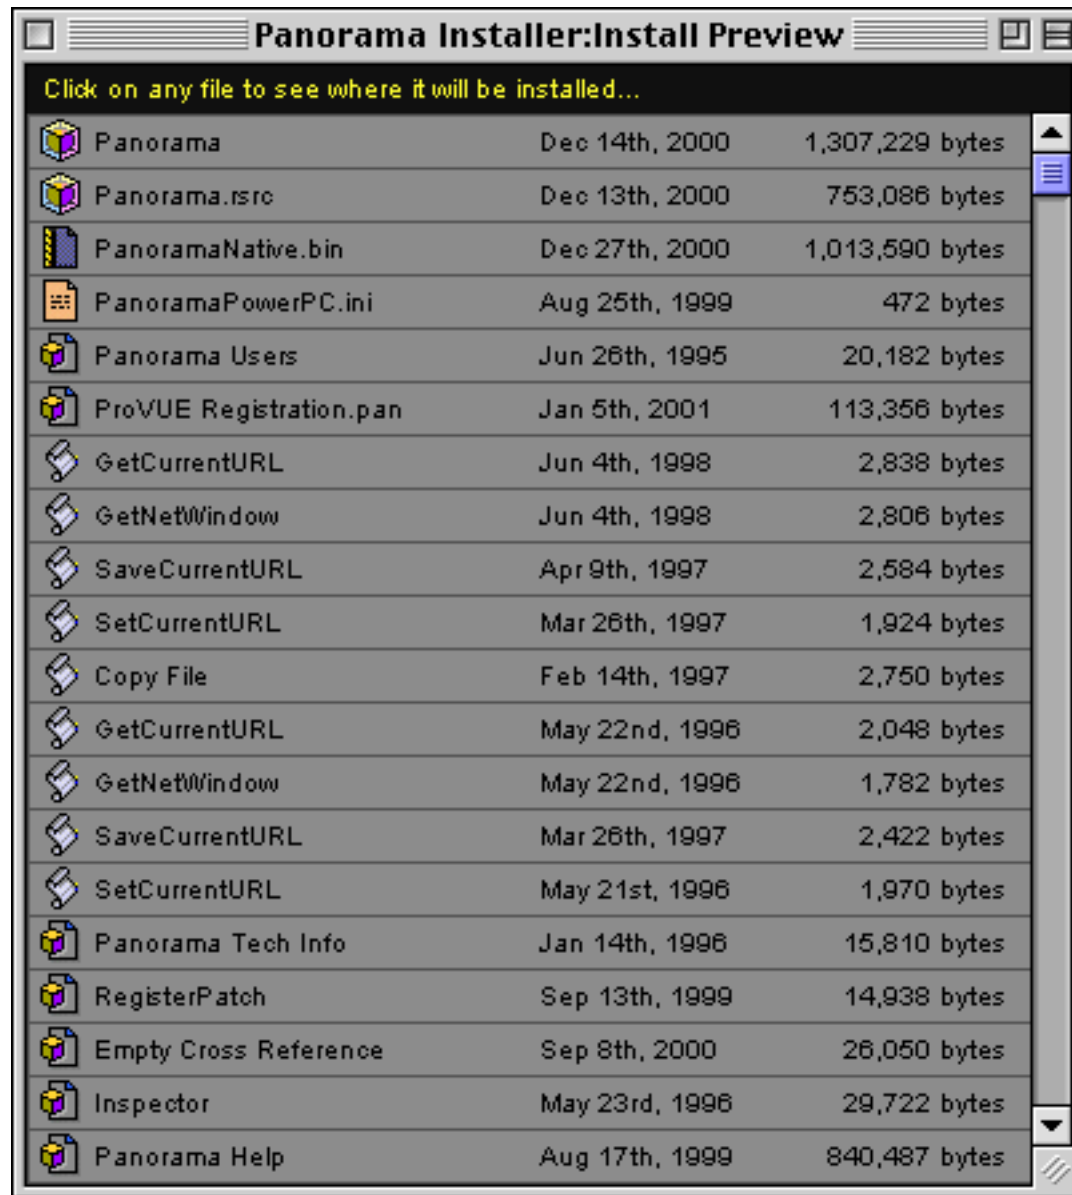 Panorama Installer:Install Preview
Click on any file to see where it will be installed...
Panorama Dec 14th, 2000 1,307,229 bytes
Panorama.rsrc Dec 13th, 2000 753,086 bytes
PanoramaNative.bin Dec 27th, 2000 1,013,590 bytes
PanoramaPowerPC.ini Aug 25th, 1999 472 bytes
Panorama Users Jun 26th, 1995 20,182 bytes
ProVUE Registration.pan Jan 5th, 2001 113,356 bytes
GetCurrentURL Jun 4th, 1998 2,838 bytes
GetNetWindow Jun 4th, 1998 2,806 bytes
SaveCurrentURL Apr 9th, 1997 2,584 bytes
SetCurrentURL Mar 26th, 1997 1,924 bytes
Copy File Feb 14th, 1997 2,750 bytes
GetCurrentURL May 22nd, 1996 2,048 bytes
GetNetWindow May 22nd, 1996 1,782 bytes
SaveCurrentURL Mar 26th, 1997 2,422 bytes
SetCurrentURL May 21st, 1996 1,970 bytes
Panorama Tech Info Jan 14th, 1996 15,810 bytes
RegisterPatch Sep 13th, 1999 14,938 bytes
Empty Cross Reference Sep 8th, 2000 26,050 bytes
Inspector May 23rd, 1996 29,722 bytes
Panorama Help Aug 17th, 1999 840,487 bytes